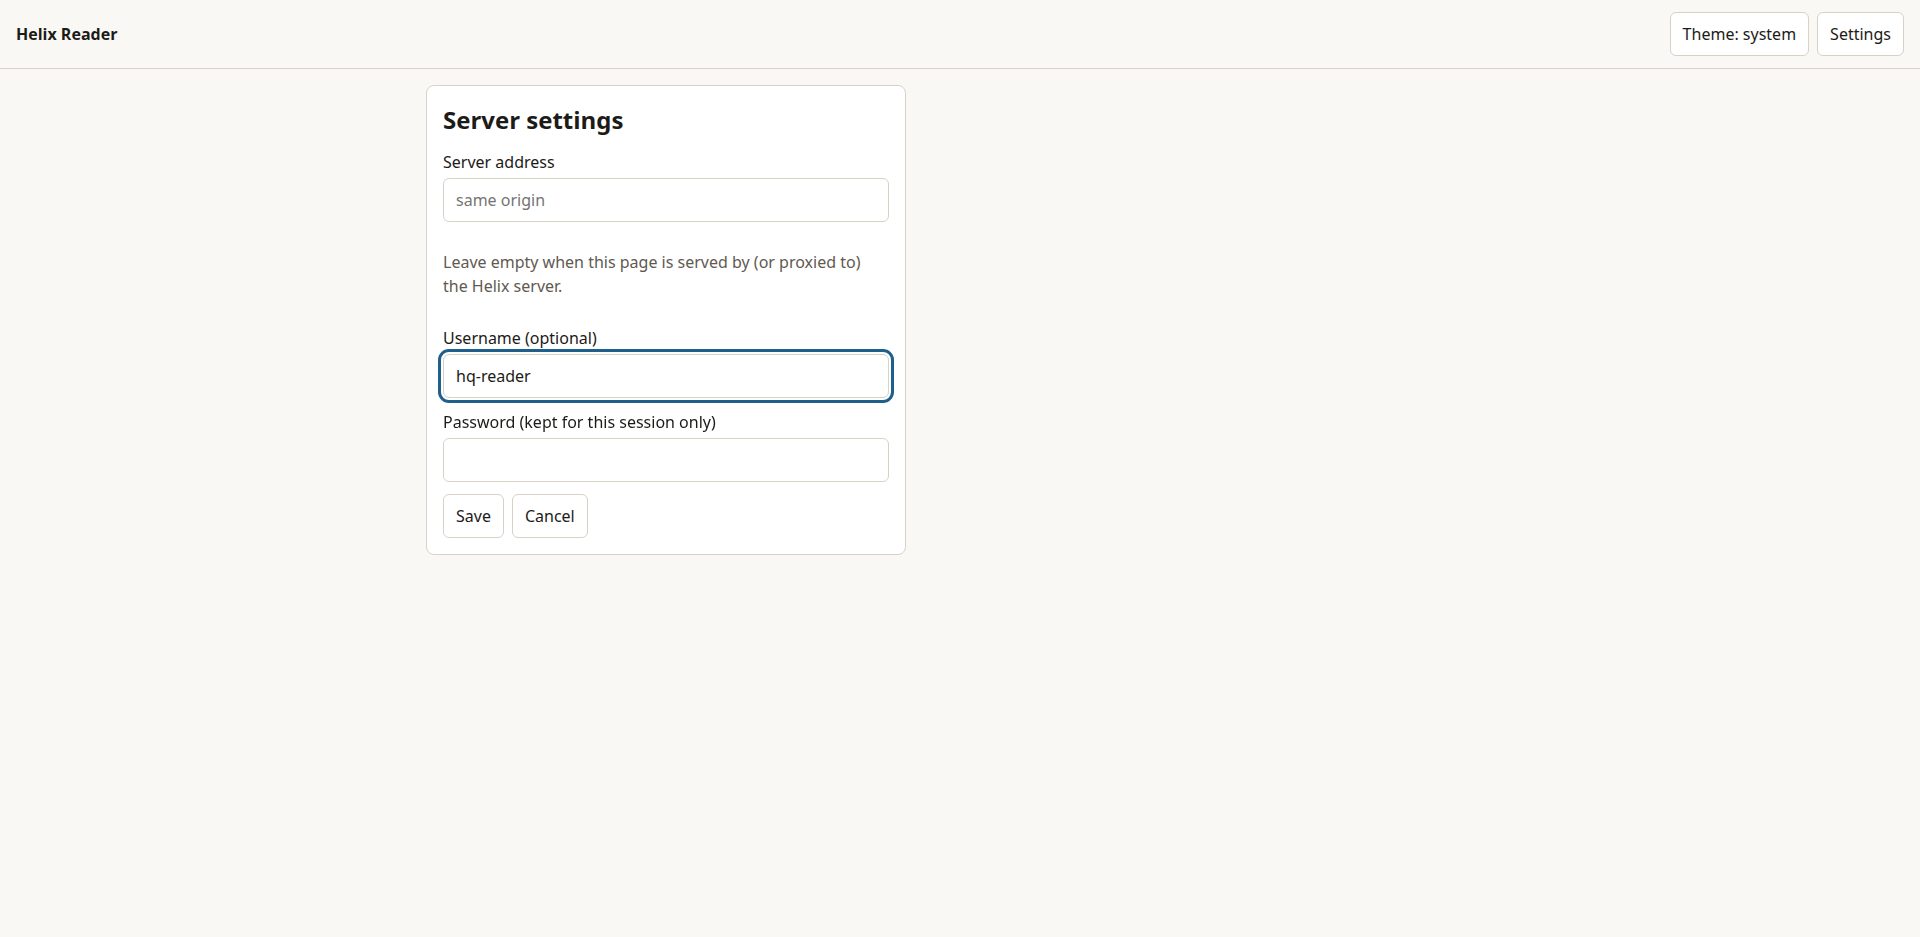 Helix Reader
Theme: system
Settings
Server settings
Server address
same origin
Leave empty when this page is served by (or proxied to)
the Helix server.
Username (optional)
hq-reader
Password (kept for this session only)
Save
Cancel